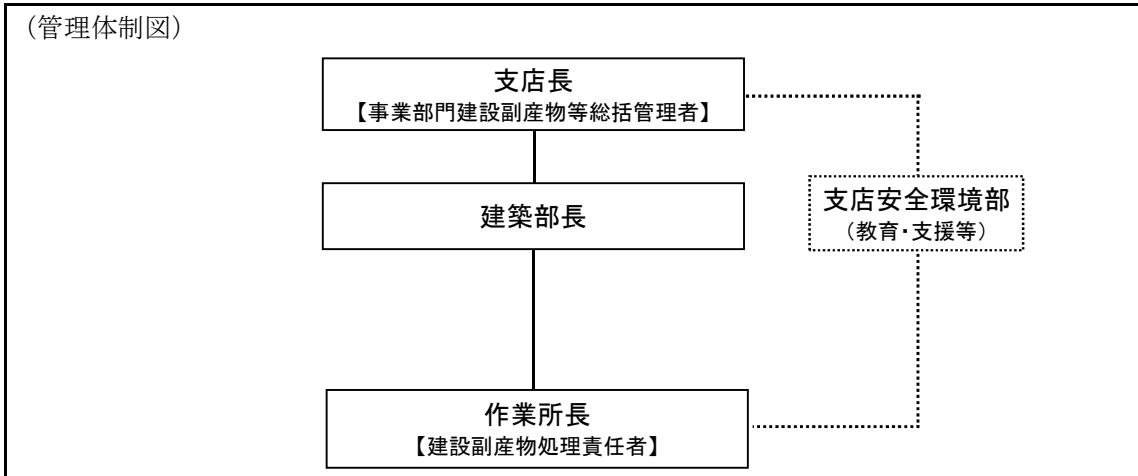 (管理体制図)
支店長
【事業部門建設副産物等総括管理者】
建築部長
支店安全環境部
(教育・支援等)
作業所長
【建設副産物処理責任者】